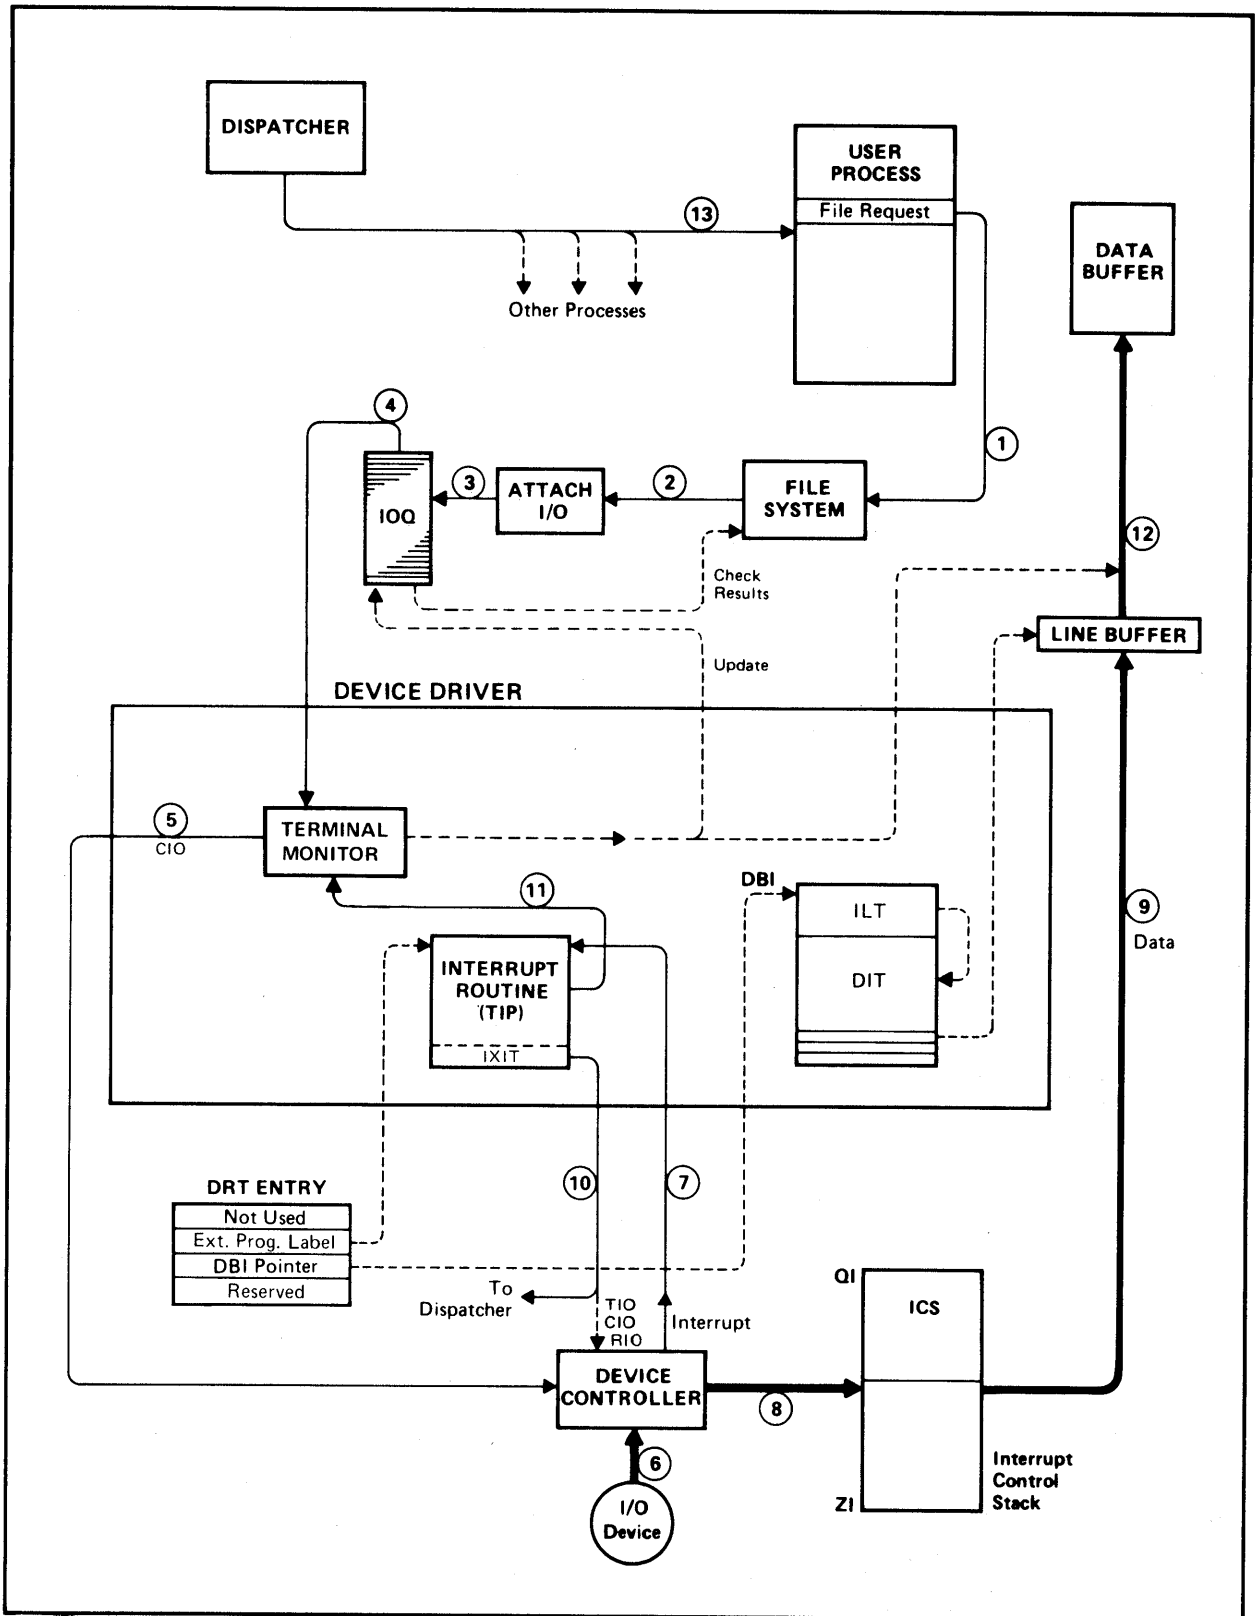 DISPATCHER
USER
PROCESS
File Request
13
Other Processes
DATA
BUFFER
4
1
3
2
IOQ
ATTACH
I/O
FILE
SYSTEM
12
Check
Results
LINE BUFFER
Update
DEVICE DRIVER
5
CIO
TERMINAL
MONITOR
11
DBI
ILT
DIT
9
Data
INTERRUPT
ROUTINE
(TIP)
IXIT
10
7
DRT ENTRY
Not Used
Ext. Prog. Label
DBI Pointer
Reserved
To
Dispatcher
TIO
CIO
RIO
Interrupt
QI
ICS
DEVICE
CONTROLLER
8
6
I/O
Device
ZI
Interrupt
Control
Stack